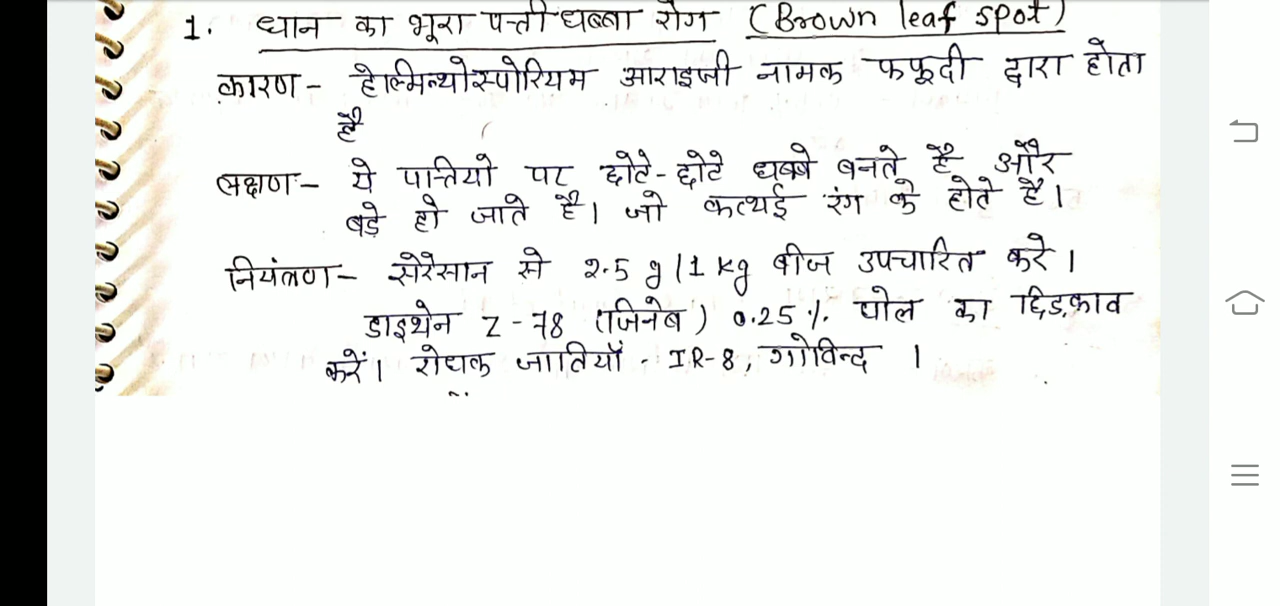 1. धान का भूरा पत्ती धब्बा रोग (Brown leaf spot)
कारण - हेल्मिन्थोस्पोरियम आराइजी नामक फफूदी द्वारा होता
है
लक्षण:- ये पात्तियो पर छोटे-छोटे धब्बे बनते है और
बड़े हो जाते है। जो कत्थई रंग के होते है।
नियंत्रण - सेरेसान से 2.5 g/1 kg बीज उपचारित करे।
डाइथेन Z-78 (जिनेब) 0.25 %. घोल का छिड़काव
करें। रोधक जातियाँ - IR-8, गोविन्द ।